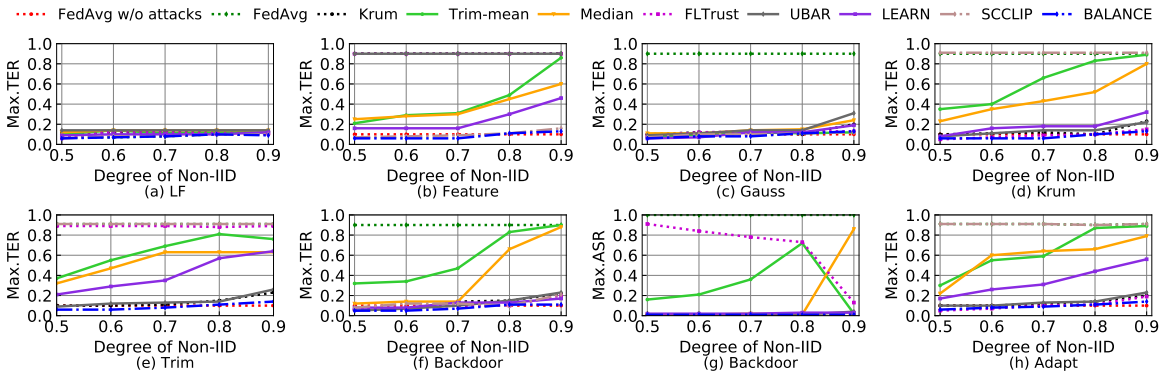 FedAvg w/o attacks FedAvg Krum Trim-mean Median FLTrust UBAR LEARN SCCLIP BALANCE
Max.TER
1.0
0.8
0.6
0.4
0.2
0.0
0.5 0.6 0.7 0.8 0.9
Degree of Non-IID
(a) LF
Max.TER
1.0
0.8
0.6
0.4
0.2
0.0
0.5 0.6 0.7 0.8 0.9
Degree of Non-IID
(b) Feature
Max.TER
1.0
0.8
0.6
0.4
0.2
0.0
0.5 0.6 0.7 0.8 0.9
Degree of Non-IID
(c) Gauss
Max.TER
1.0
0.8
0.6
0.4
0.2
0.0
0.5 0.6 0.7 0.8 0.9
Degree of Non-IID
(d) Krum
Max.TER
1.0
0.8
0.6
0.4
0.2
0.0
0.5 0.6 0.7 0.8 0.9
Degree of Non-IID
(e) Trim
Max.TER
1.0
0.8
0.6
0.4
0.2
0.0
0.5 0.6 0.7 0.8 0.9
Degree of Non-IID
(f) Backdoor
Max.ASR
1.0
0.8
0.6
0.4
0.2
0.0
0.5 0.6 0.7 0.8 0.9
Degree of Non-IID
(g) Backdoor
Max.TER
1.0
0.8
0.6
0.4
0.2
0.0
0.5 0.6 0.7 0.8 0.9
Degree of Non-IID
(h) Adapt